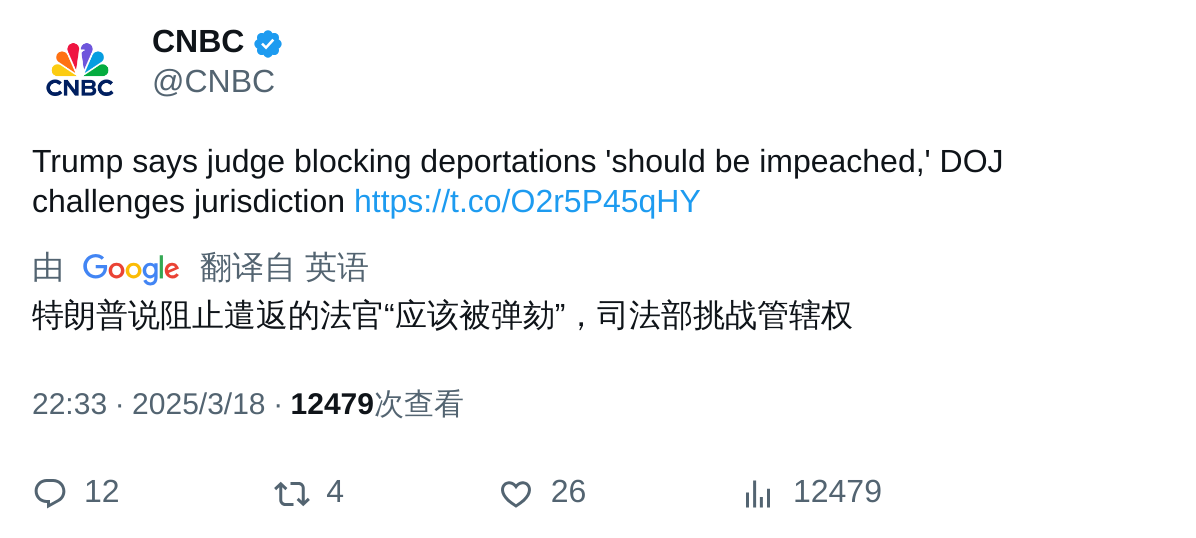 CNBC
@CNBC
CNBC
Trump says judge blocking deportations 'should be impeached,' DOJ
challenges jurisdiction https://t.co/O2r5P45qHY
由 Google 翻译自 英语
特朗普说阻止遣返的法官“应该被弹劾”，司法部挑战管辖权
22:33 · 2025/3/18 · 12479次查看
12 4 26 12479